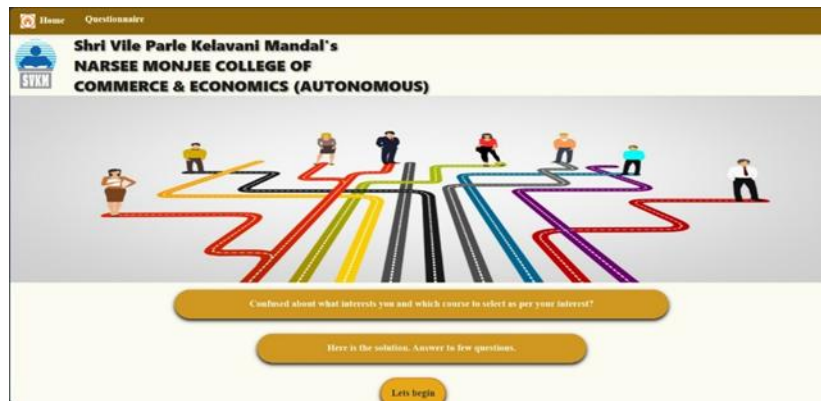 Home Questionnaire
SVKM
Shri Vile Parle Kelavani Mandal's
NARSEE MONJEE COLLEGE OF
COMMERCE & ECONOMICS (AUTONOMOUS)
Confused about what interests you and which course to select as per your interest?
Here is the solution. Answer to few questions.
Lets begin